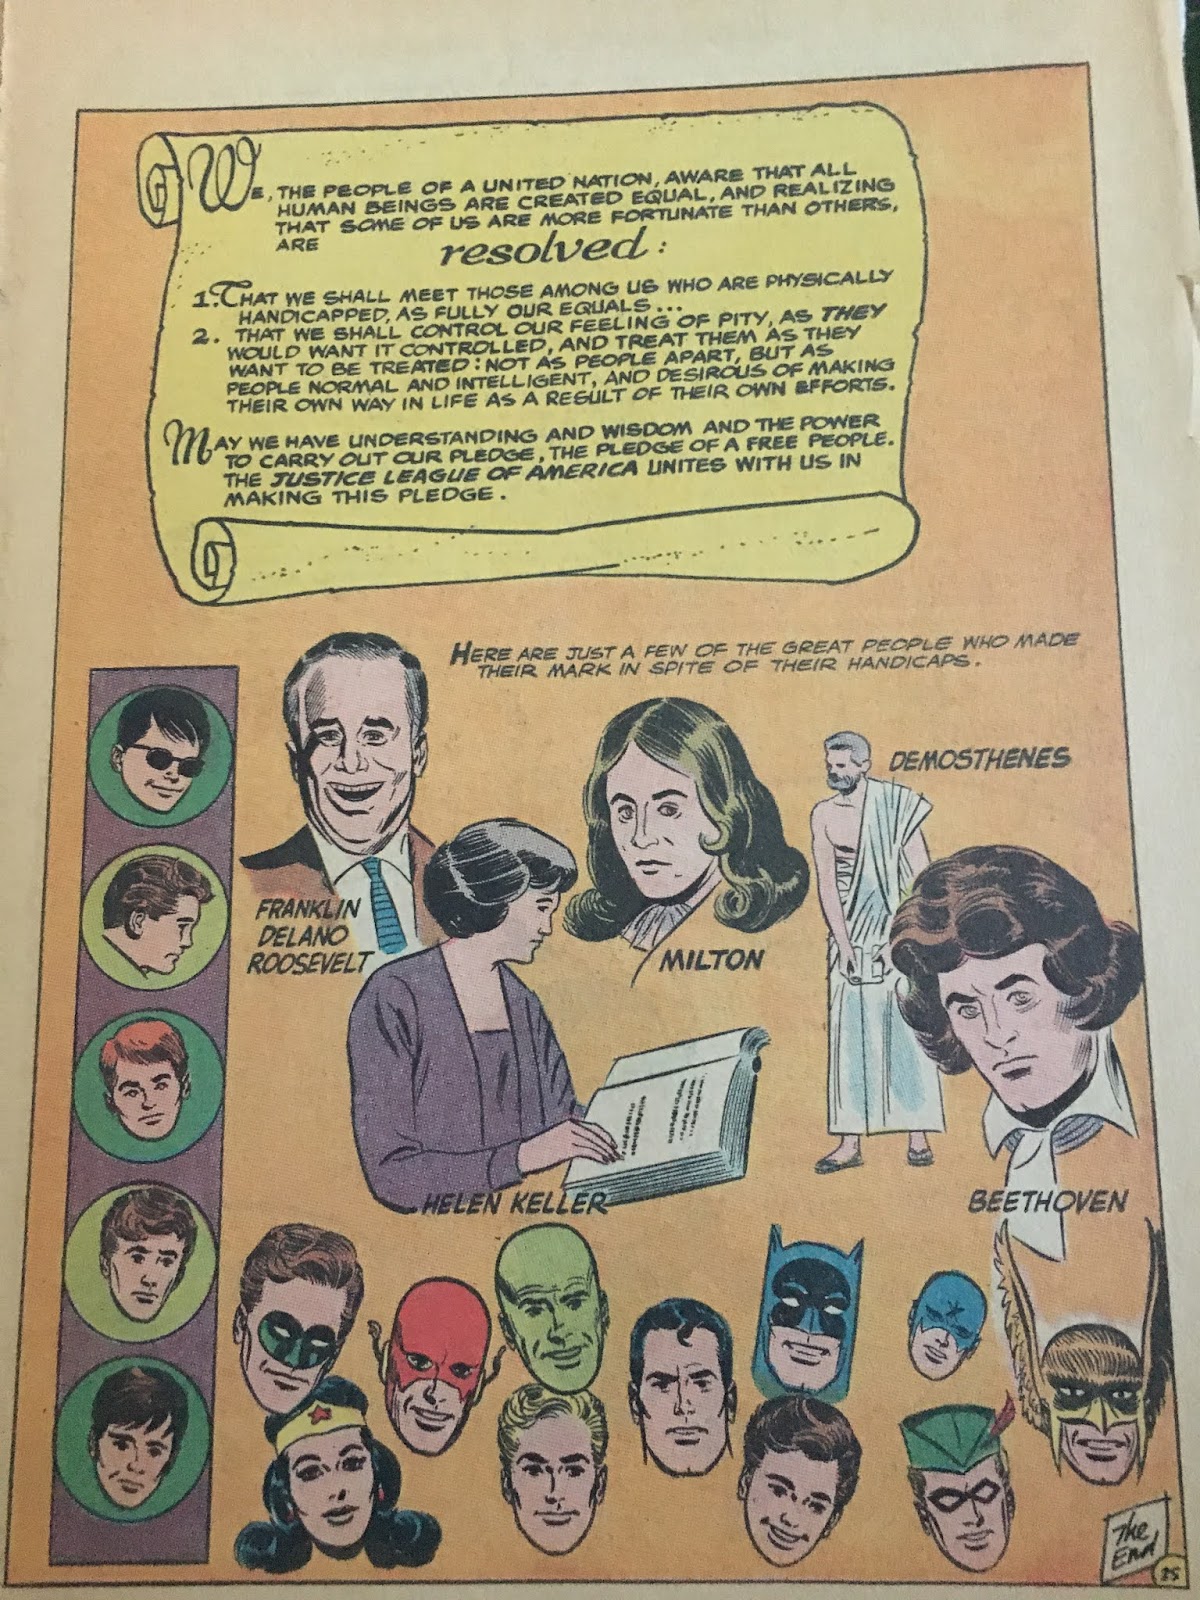 WE, THE PEOPLE OF A UNITED NATION, AWARE THAT ALL
HUMAN BEINGS ARE CREATED EQUAL, AND REALIZING
THAT SOME OF US ARE MORE FORTUNATE THAN OTHERS,
ARE resolved:
1. THAT WE SHALL MEET THOSE AMONG US WHO ARE PHYSICALLY
HANDICAPPED, AS FULLY OUR EQUALS...
2. THAT WE SHALL CONTROL OUR FEELING OF PITY, AS THEY
WOULD WANT IT CONTROLLED, AND TREAT THEM AS THEY
WANT TO BE TREATED: NOT AS PEOPLE APART, BUT AS
PEOPLE NORMAL AND INTELLIGENT, AND DESIROUS OF MAKING
THEIR OWN WAY IN LIFE AS A RESULT OF THEIR OWN EFFORTS.
MAY WE HAVE UNDERSTANDING AND WISDOM AND THE POWER
TO CARRY OUT OUR PLEDGE, THE PLEDGE OF A FREE PEOPLE.
THE JUSTICE LEAGUE OF AMERICA UNITES WITH US IN
MAKING THIS PLEDGE.
HERE ARE JUST A FEW OF THE GREAT PEOPLE WHO MADE
THEIR MARK IN SPITE OF THEIR HANDICAPS.
DEMOSTHENES
FRANKLIN
DELANO
ROOSEVELT
MILTON
HELEN KELLER
BEETHOVEN
The
End
25